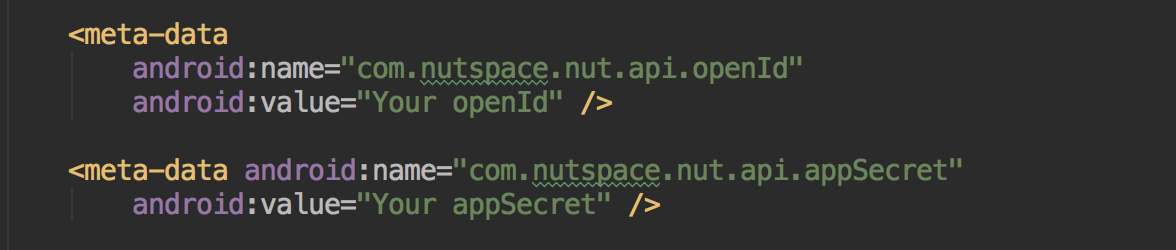 <meta-data
android:name="com.nutspace.nut.api.openId"
android:value="Your openId" />
<meta-data android:name="com.nutspace.nut.api.appSecret"
android:value="Your appSecret" />